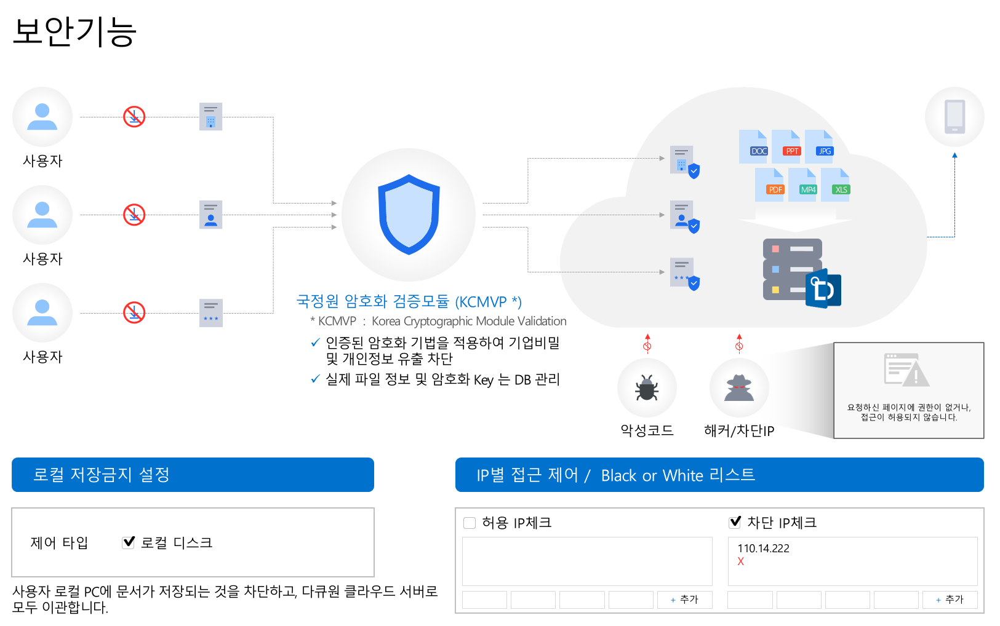 보안기능
사용자
사용자
사용자
국정원 암호화 검증모듈 (KCMVP *)
* KCMVP : Korea Cryptographic Module Validation
인증된 암호화 기법을 적용하여 기업비밀
및 개인정보 유출 차단
실제 파일 정보 및 암호화 Key 는 DB 관리
***
***
DOC PPT JPG
PDF MP4 XLS
D
악성코드
해커/차단IP
요청하신 페이지에 권한이 없거나,
접근이 허용되지 않습니다.
로컬 저장금지 설정
제어 타입 로컬 디스크
사용자 로컬 PC에 문서가 저장되는 것을 차단하고, 다큐원 클라우드 서버로
모두 이관합니다.
IP별 접근 제어 / Black or White 리스트
허용 IP체크
+ 추가
차단 IP체크
110.14.222
X
+ 추가